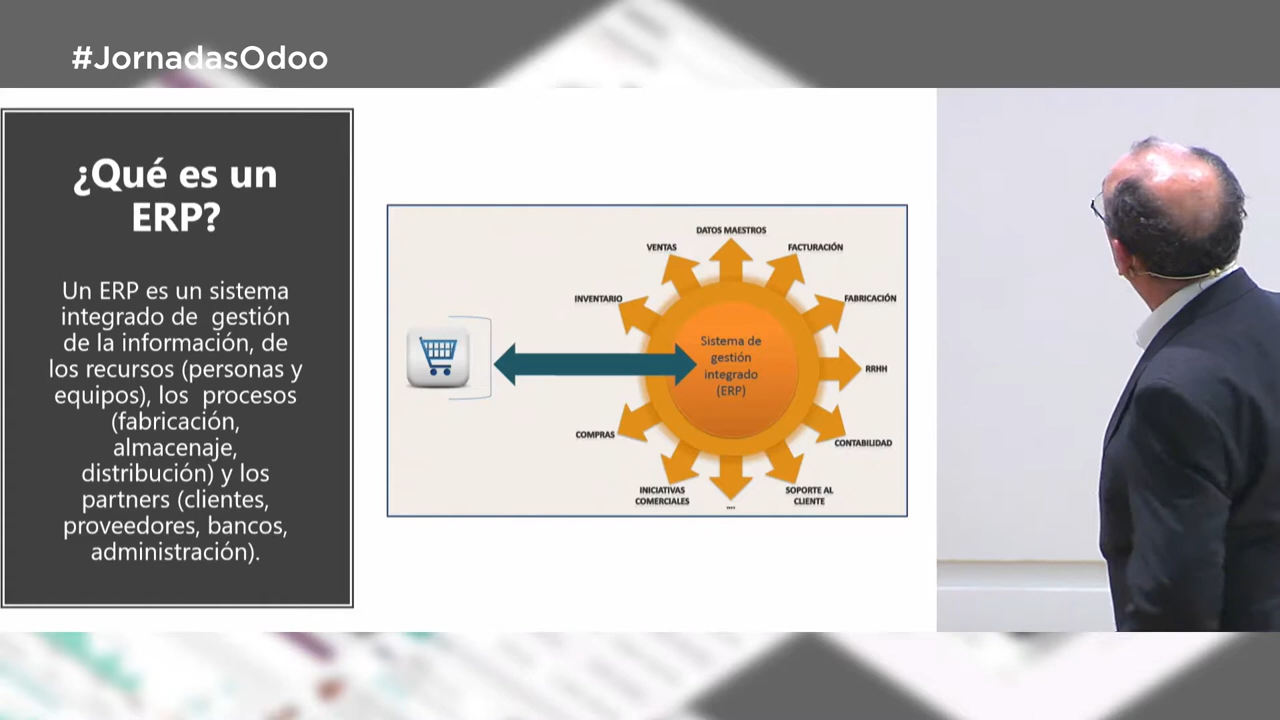 #JornadasOdoo
¿Qué es un
ERP?
Un ERP es un sistema
integrado de gestión
de la información, de
los recursos (personas y
equipos), los procesos
(fabricación,
almacenaje,
distribución) y los
partners (clientes,
proveedores, bancos,
administración).
DATOS MAESTROS
VENTAS
FACTURACIÓN
INVENTARIO
FABRICACIÓN
Sistema de
gestión
integrado
(ERP)
RRHH
COMPRAS
CONTABILIDAD
INICIATIVAS
COMERCIALES
SOPORTE AL
CLIENTE
....